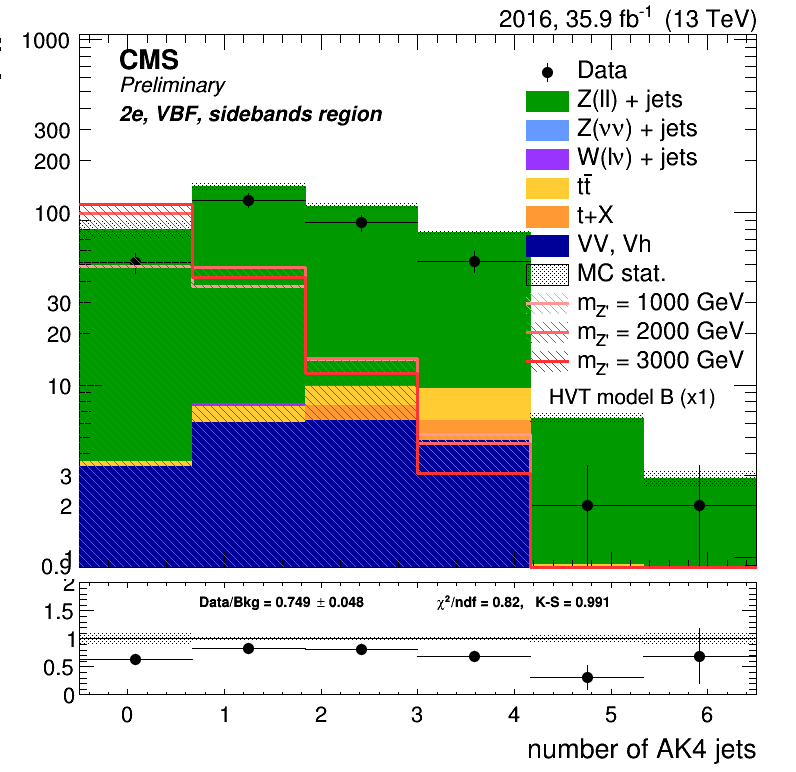 2016, 35.9 fb⁻¹ (13 TeV)
CMS
Preliminary
2e, VBF, sidebands region
Data
Z(ll) + jets
Z(νν) + jets
W(lν) + jets
tt̄
t+X
VV, Vh
MC stat.
m_Z' = 1000 GeV
m_Z' = 2000 GeV
m_Z' = 3000 GeV
HVT model B (x1)
1000
300
200
100
30
20
10
3
2
1
0.9
Data/Bkg = 0.749 ± 0.048 χ²/ndf = 0.82, K-S = 0.991
2
1.5
1
0.5
0
0 1 2 3 4 5 6
number of AK4 jets